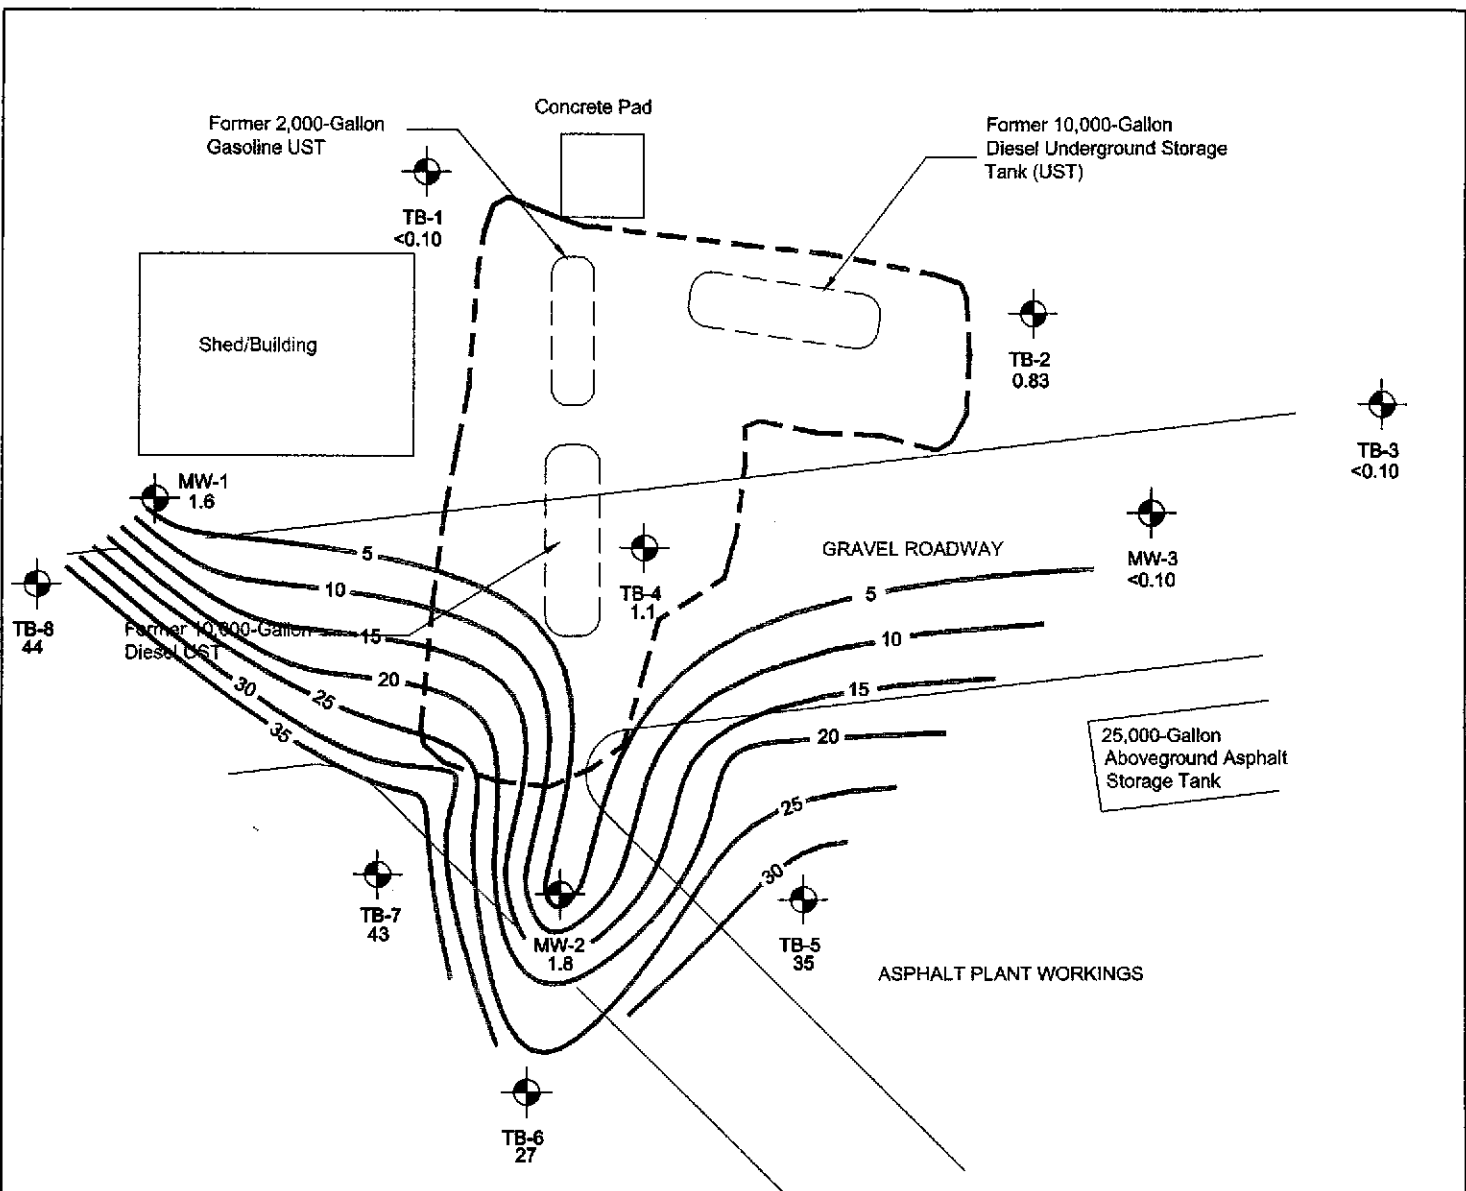 Concrete Pad
Former 2,000-Gallon
Gasoline UST
Former 10,000-Gallon
Diesel Underground Storage
Tank (UST)
TB-1
<0.10
Shed/Building
TB-2
0.83
TB-3
<0.10
MW-1
1.6
GRAVEL ROADWAY
MW-3
<0.10
5
TB-4
1.1
10
5
TB-8
44
Former 10,000-Gallon
Diesel UST
15
10
20
15
30
25
35
20
25,000-Gallon
Aboveground Asphalt
Storage Tank
25
30
TB-7
43
MW-2
1.8
TB-5
35
ASPHALT PLANT WORKINGS
TB-6
27